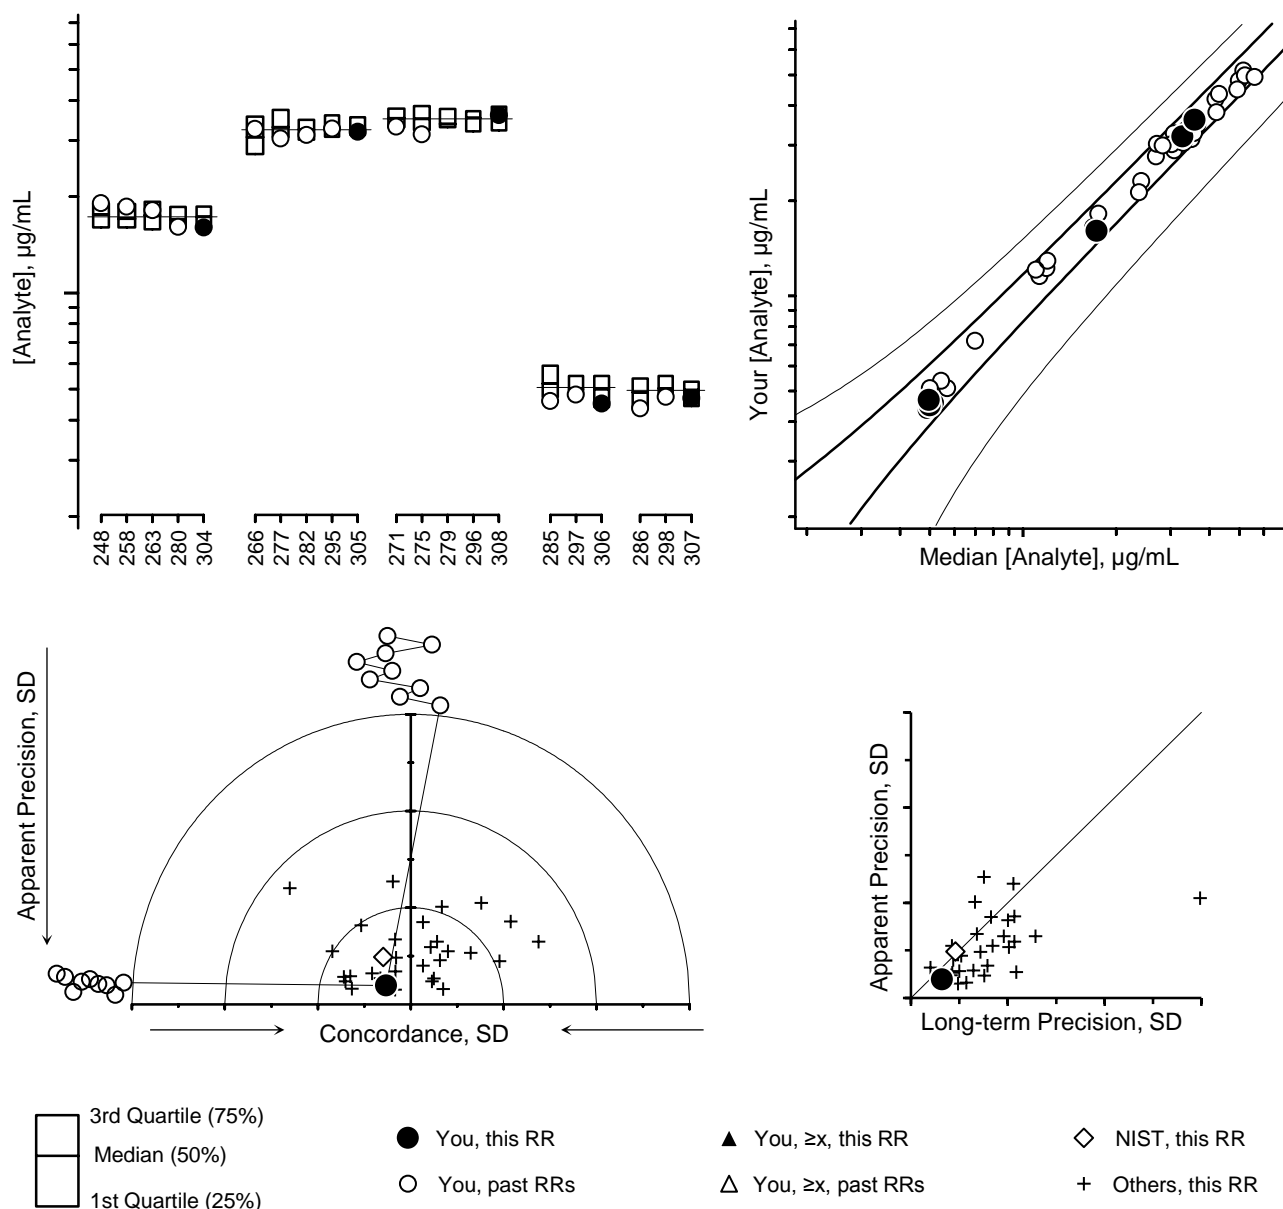 [Analyte], µg/mL
248 258 263 280 304 266 277 282 295 305 271 275 279 296 308 285 297 306 286 298 307
Your [Analyte], µg/mL
Median [Analyte], µg/mL
Apparent Precision, SD
Concordance, SD
Apparent Precision, SD
Long-term Precision, SD
3rd Quartile (75%)
Median (50%)
1st Quartile (25%)
You, this RR
You, past RRs
You, ≥x, this RR
You, ≥x, past RRs
NIST, this RR
Others, this RR